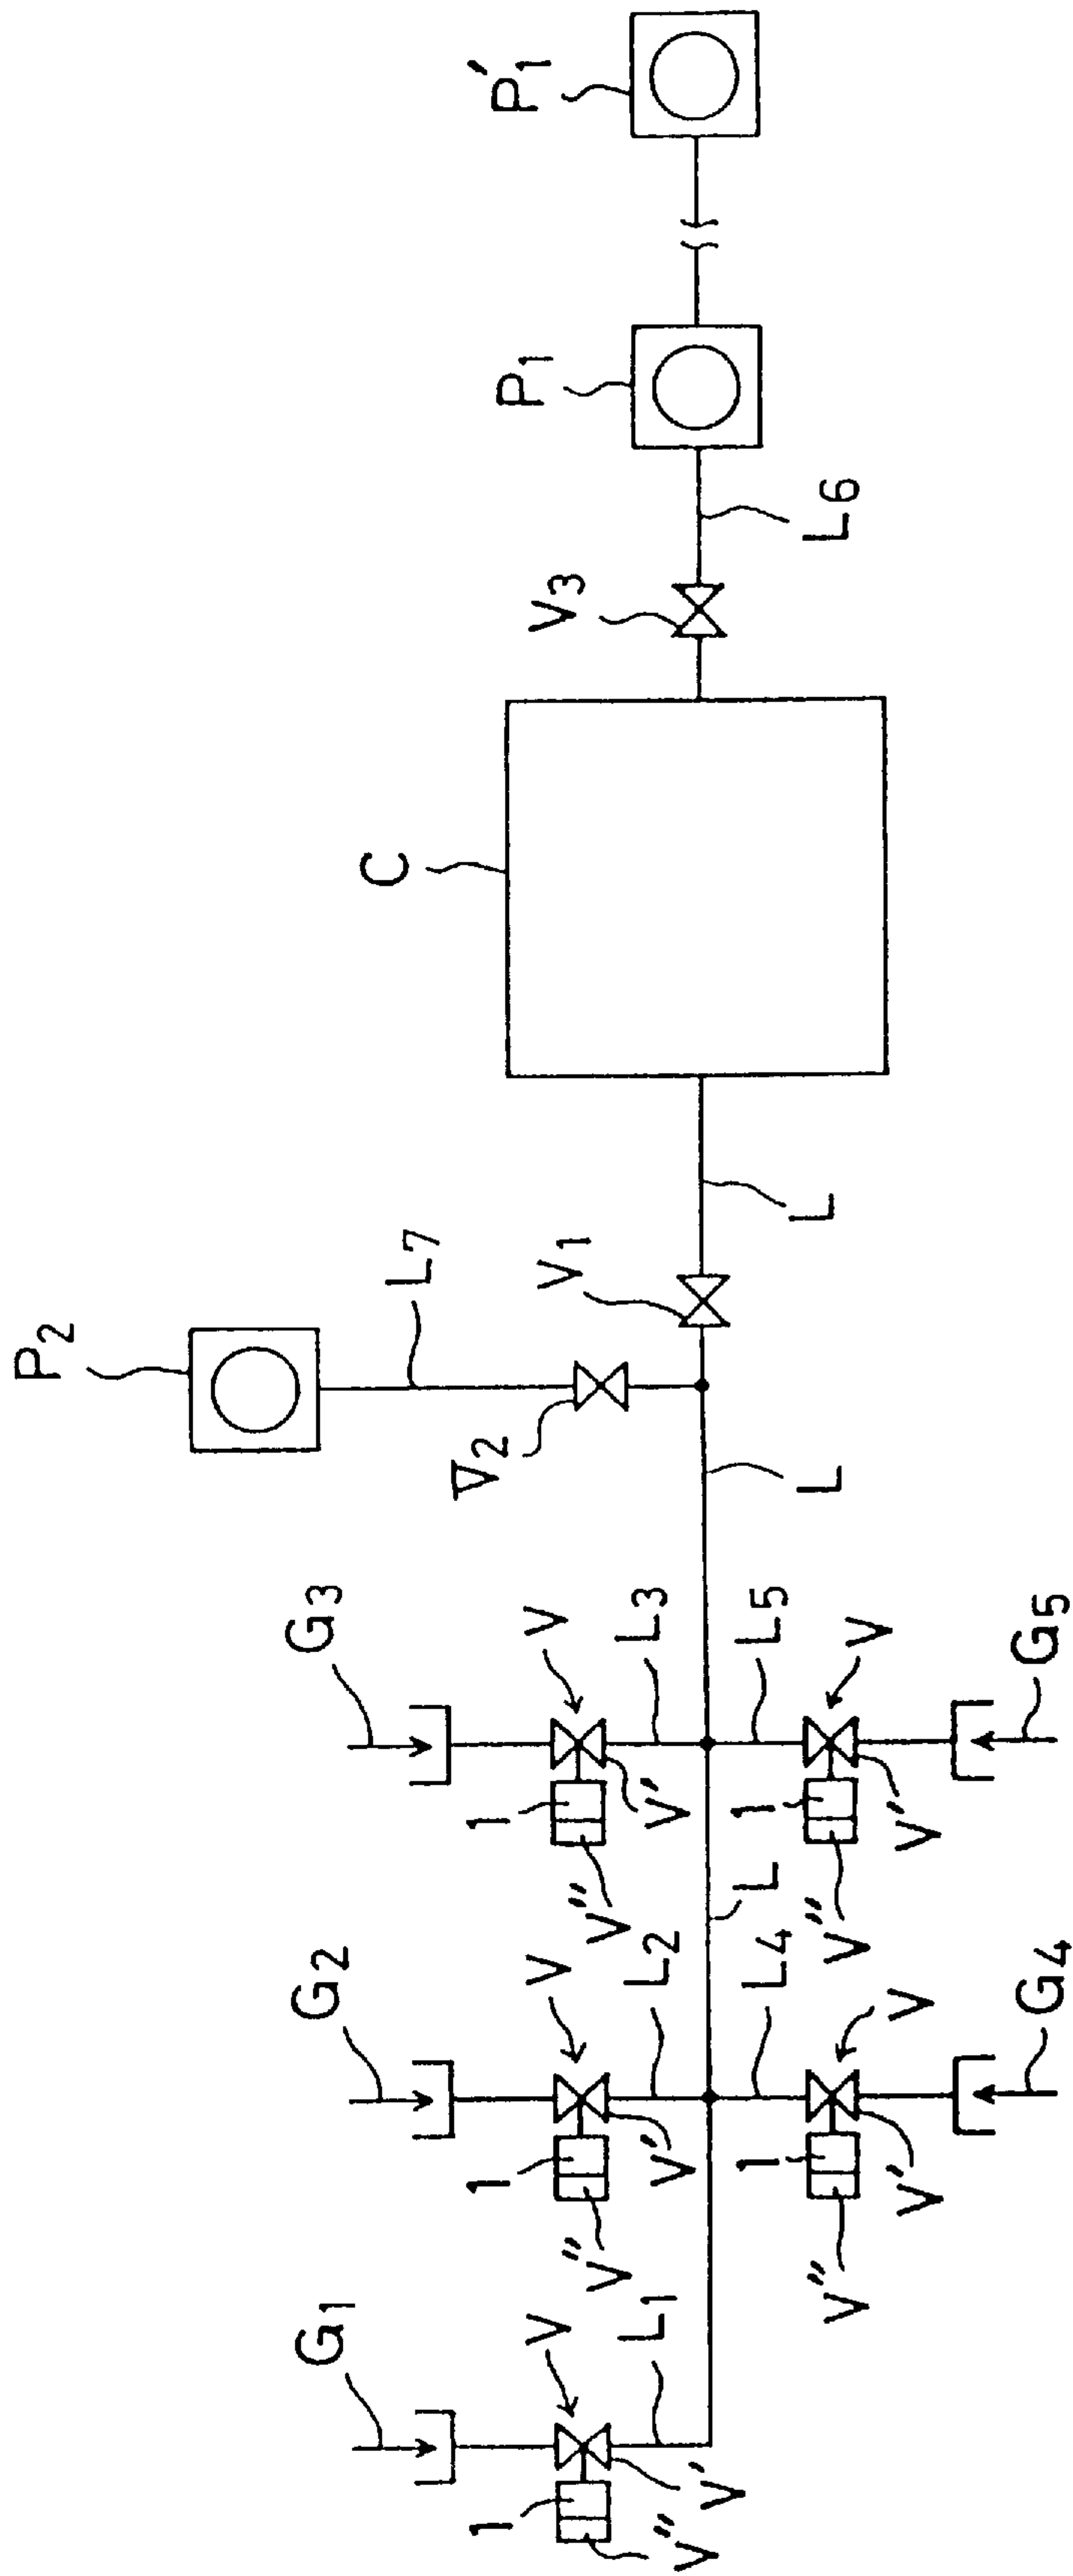 P2
G1 G2 G3
C
L7
V2
1 1 1
P1 P'1
V V V
V1 V3
L1 L2 L3
V" V" V"
V' V' V'
L
1 L4 1 L5
L L L6
V" V"
V V
V' V'
G4 G5